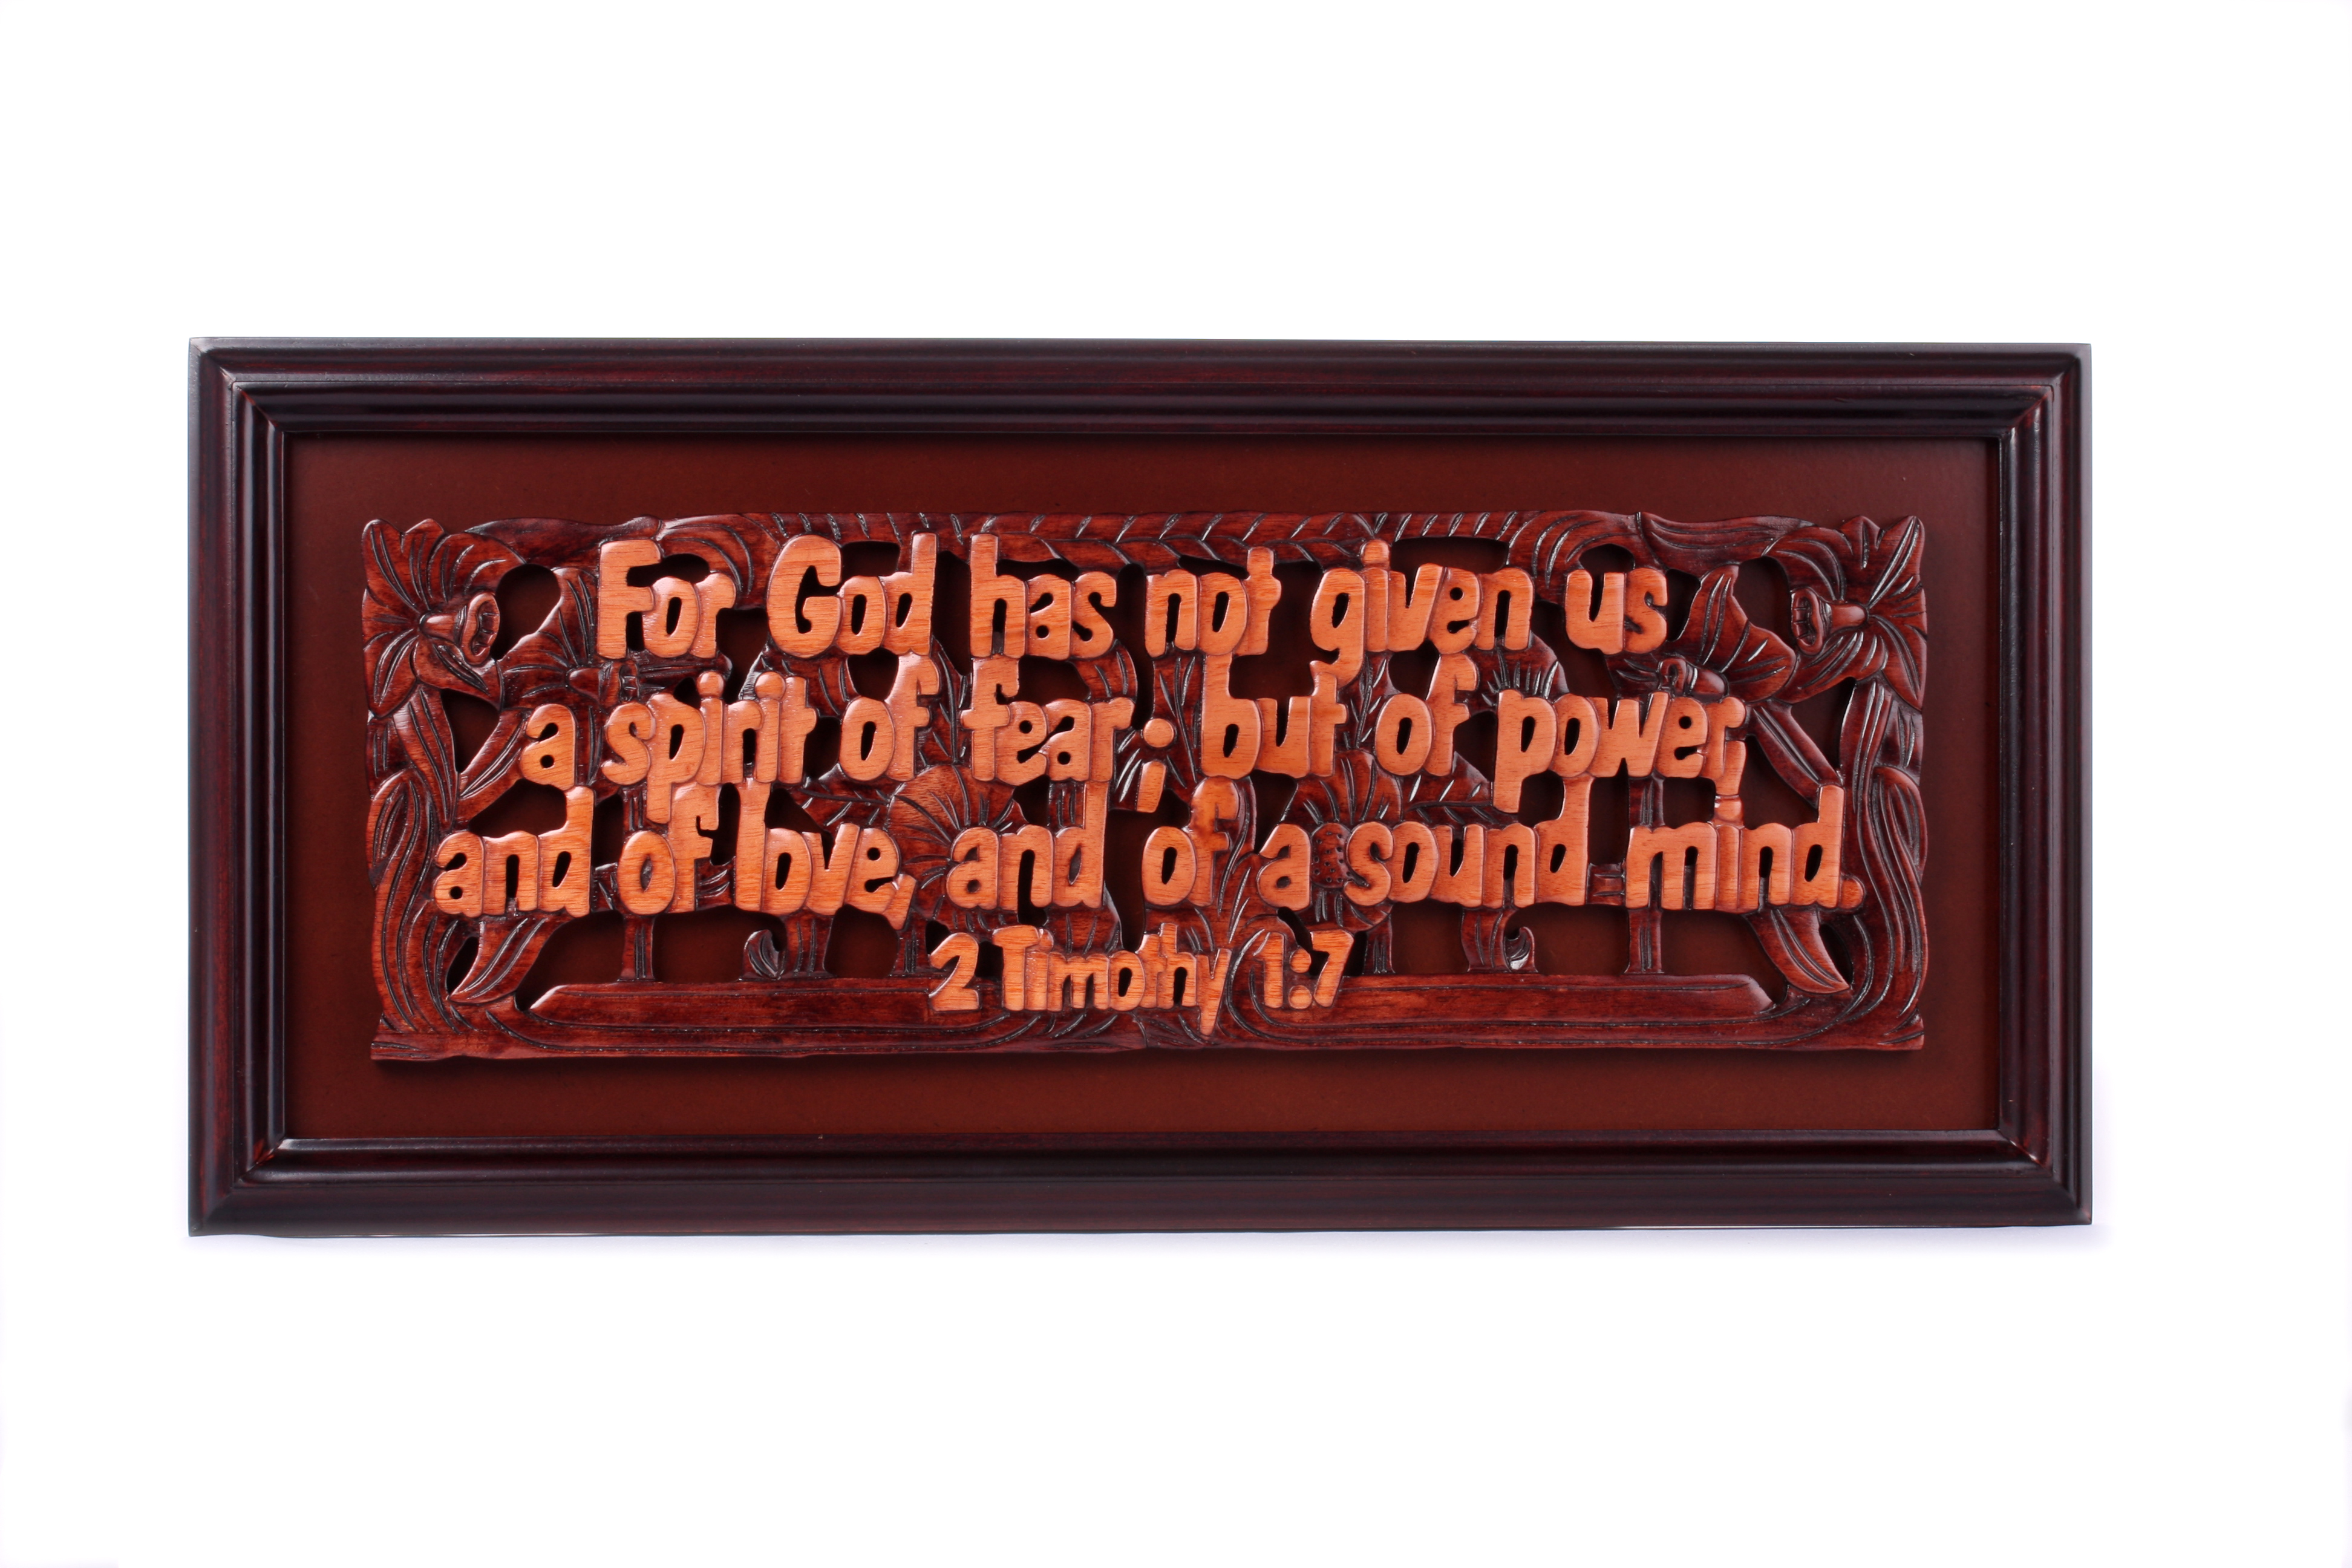 For God has not given us
a spirit of fear; but of power,
and of love, and of a sound mind.
2 Timothy 1:7